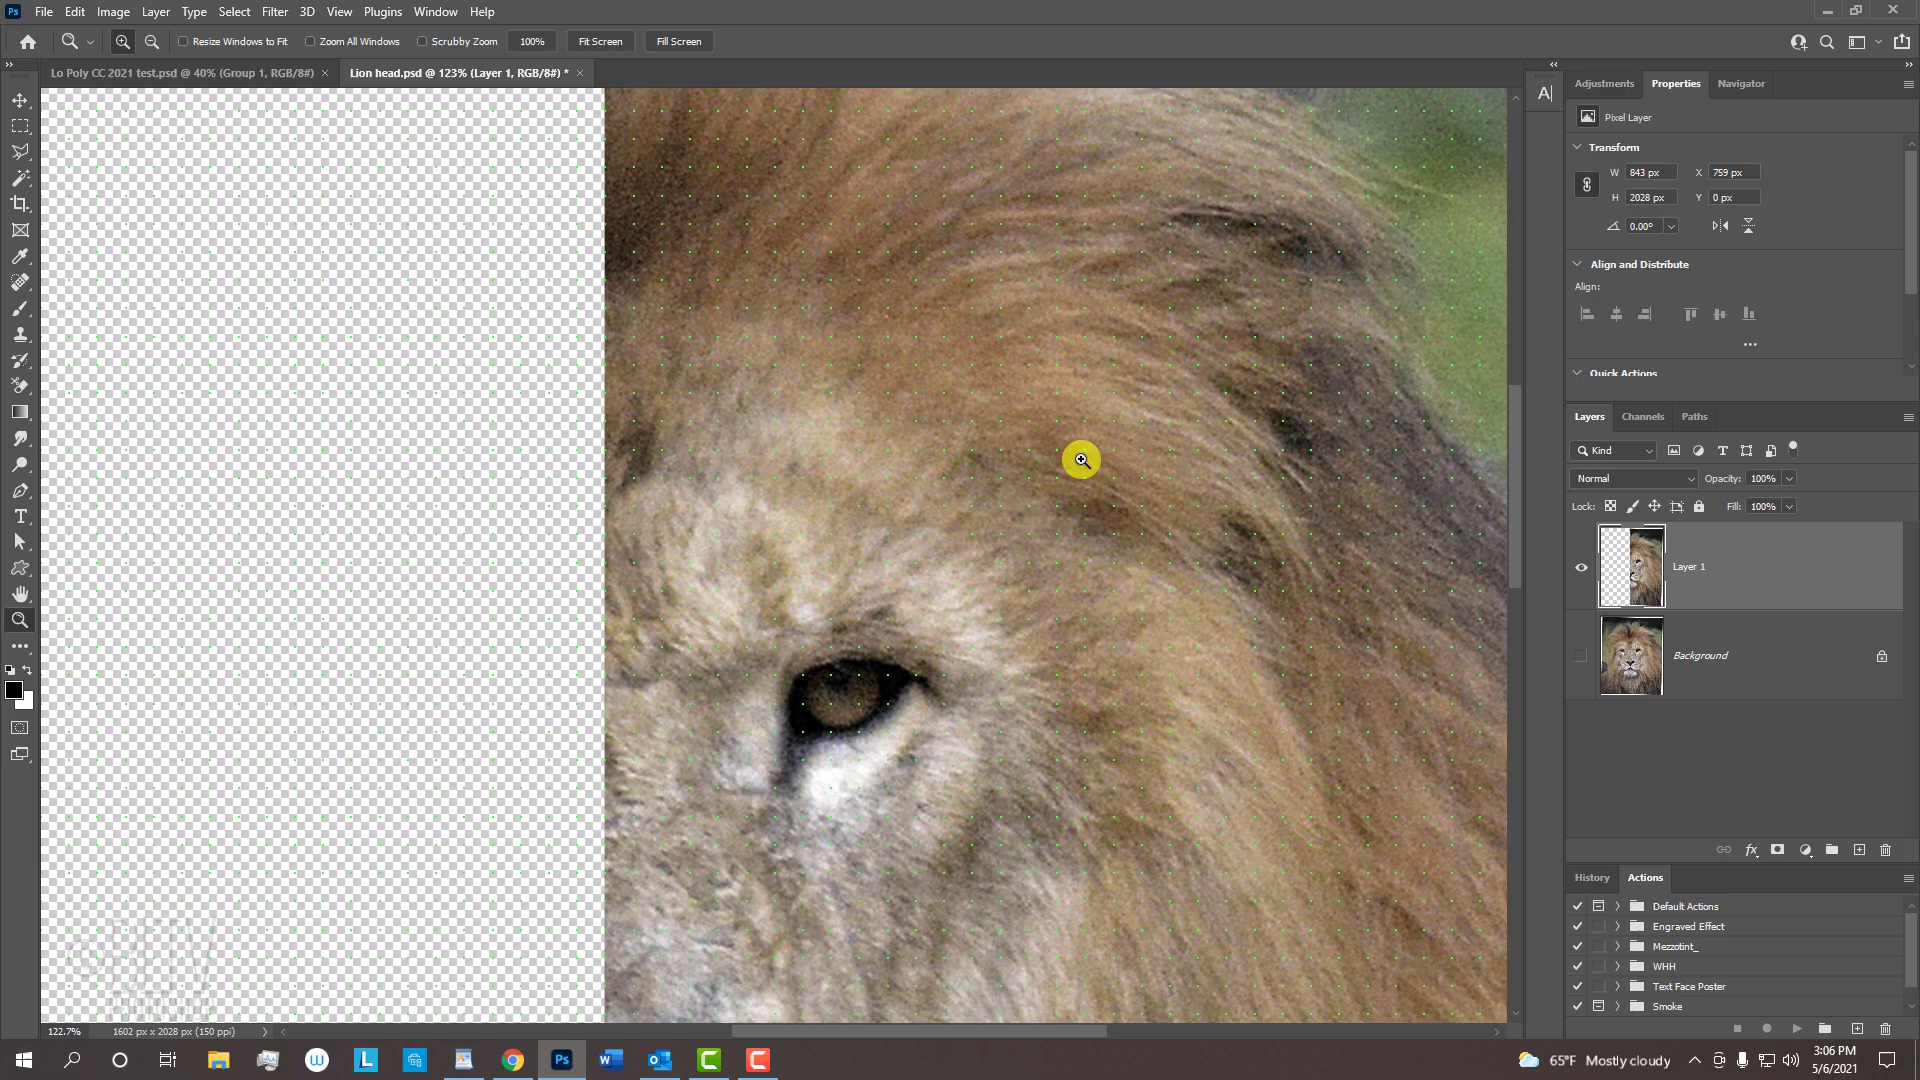 Ps File Edit Image Layer Type Select Filter 3D View Plugins Window Help
Resize Windows to Fit Zoom All Windows Scrubby Zoom 100% Fit Screen Fill Screen
Lo Poly CC 2021 test.psd @ 40% (Group 1, RGB/8#) × Lion head.psd @ 123% (Layer 1, RGB/8#) * ×
Adjustments Properties Navigator
A|
Pixel Layer
Transform
W 843 px X 759 px
H 2028 px Y 0 px
0.00°
Align and Distribute
Align:
Quick Actions
Layers Channels Paths
Kind
Normal Opacity: 100%
Lock: Fill: 100%
Layer 1
Background
History Actions
Default Actions
Engraved Effect
Mezzotint_
WHH
Text Face Poster
Smoke
©BLTV
PHOTOSHOP
122.7% 1602 px x 2028 px (150 ppi)
65°F Mostly cloudy
3:06 PM
5/6/2021